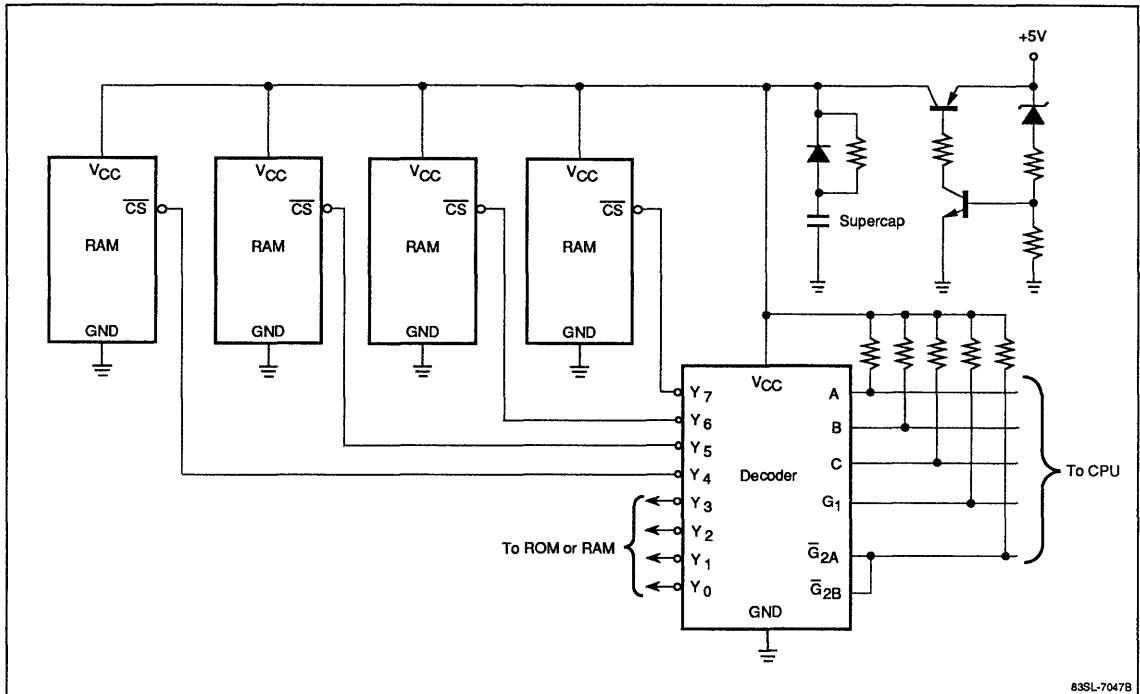 +5V
VCC
CS
RAM
GND
VCC
CS
RAM
GND
VCC
CS
RAM
GND
VCC
CS
RAM
GND
Supercap
VCC
Y7
Y6
Y5
Y4
Y3
Y2
Y1
Y0
Decoder
A
B
C
G1
G̅2A
G̅2B
GND
To CPU
To ROM or RAM
83SL-7047B